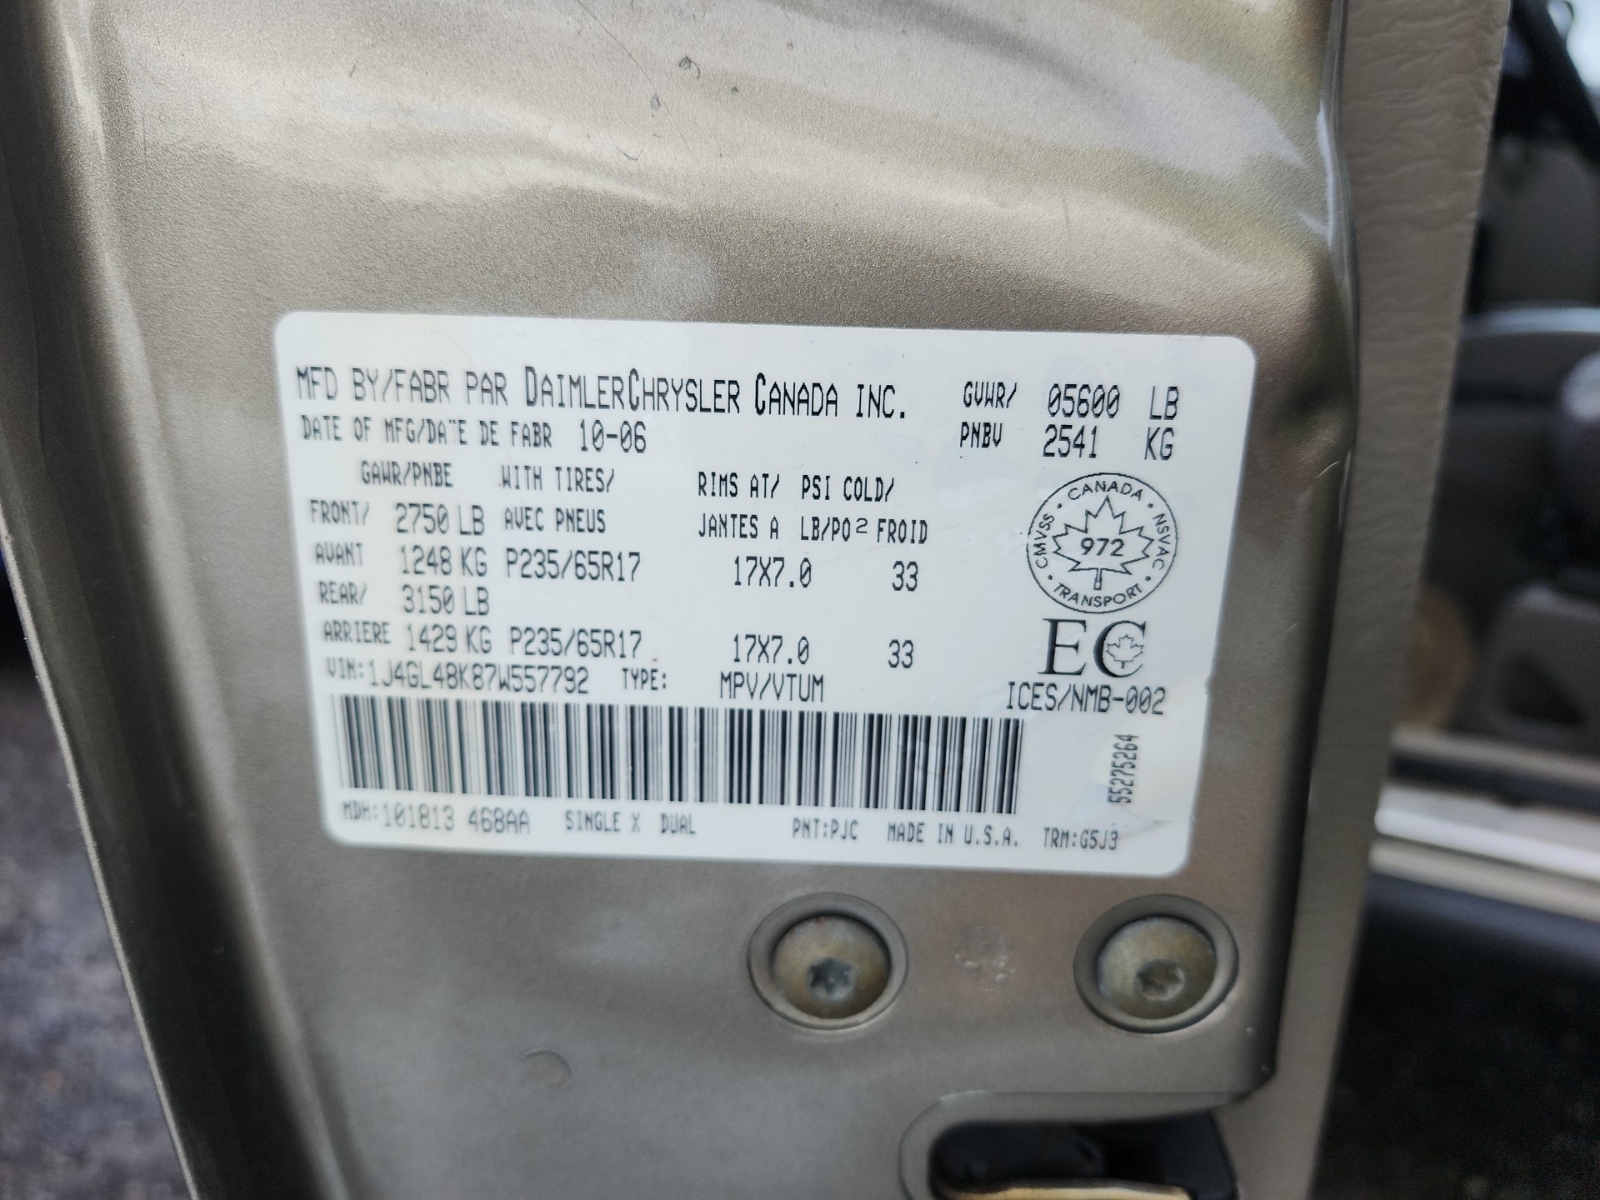 MFD BY/FABR PAR DAIMLERCHRYSLER CANADA INC. GVWR/ 05600 LB
DATE OF MFG/DATE DE FABR 10-06 PNBV 2541 KG
GAWR/PNBE WITH TIRES/ RIMS AT/ PSI COLD/
FRONT/ 2750 LB AVEC PNEUS JANTES A LB/PO² FROID
AVANT 1248 KG P235/65R17 17X7.0 33
REAR/ 3150 LB
ARRIERE 1429 KG P235/65R17 17X7.0 33
VIN:1J4GL48K87W557792 TYPE: MPV/VTUM
CANADA
CMVSS 972 NSVAC
TRANSPORT
EC
ICES/NMB-002
55275264
MDH:101813 468AA SINGLE X DUAL PNT:PJC MADE IN U.S.A. TRM:G5J3